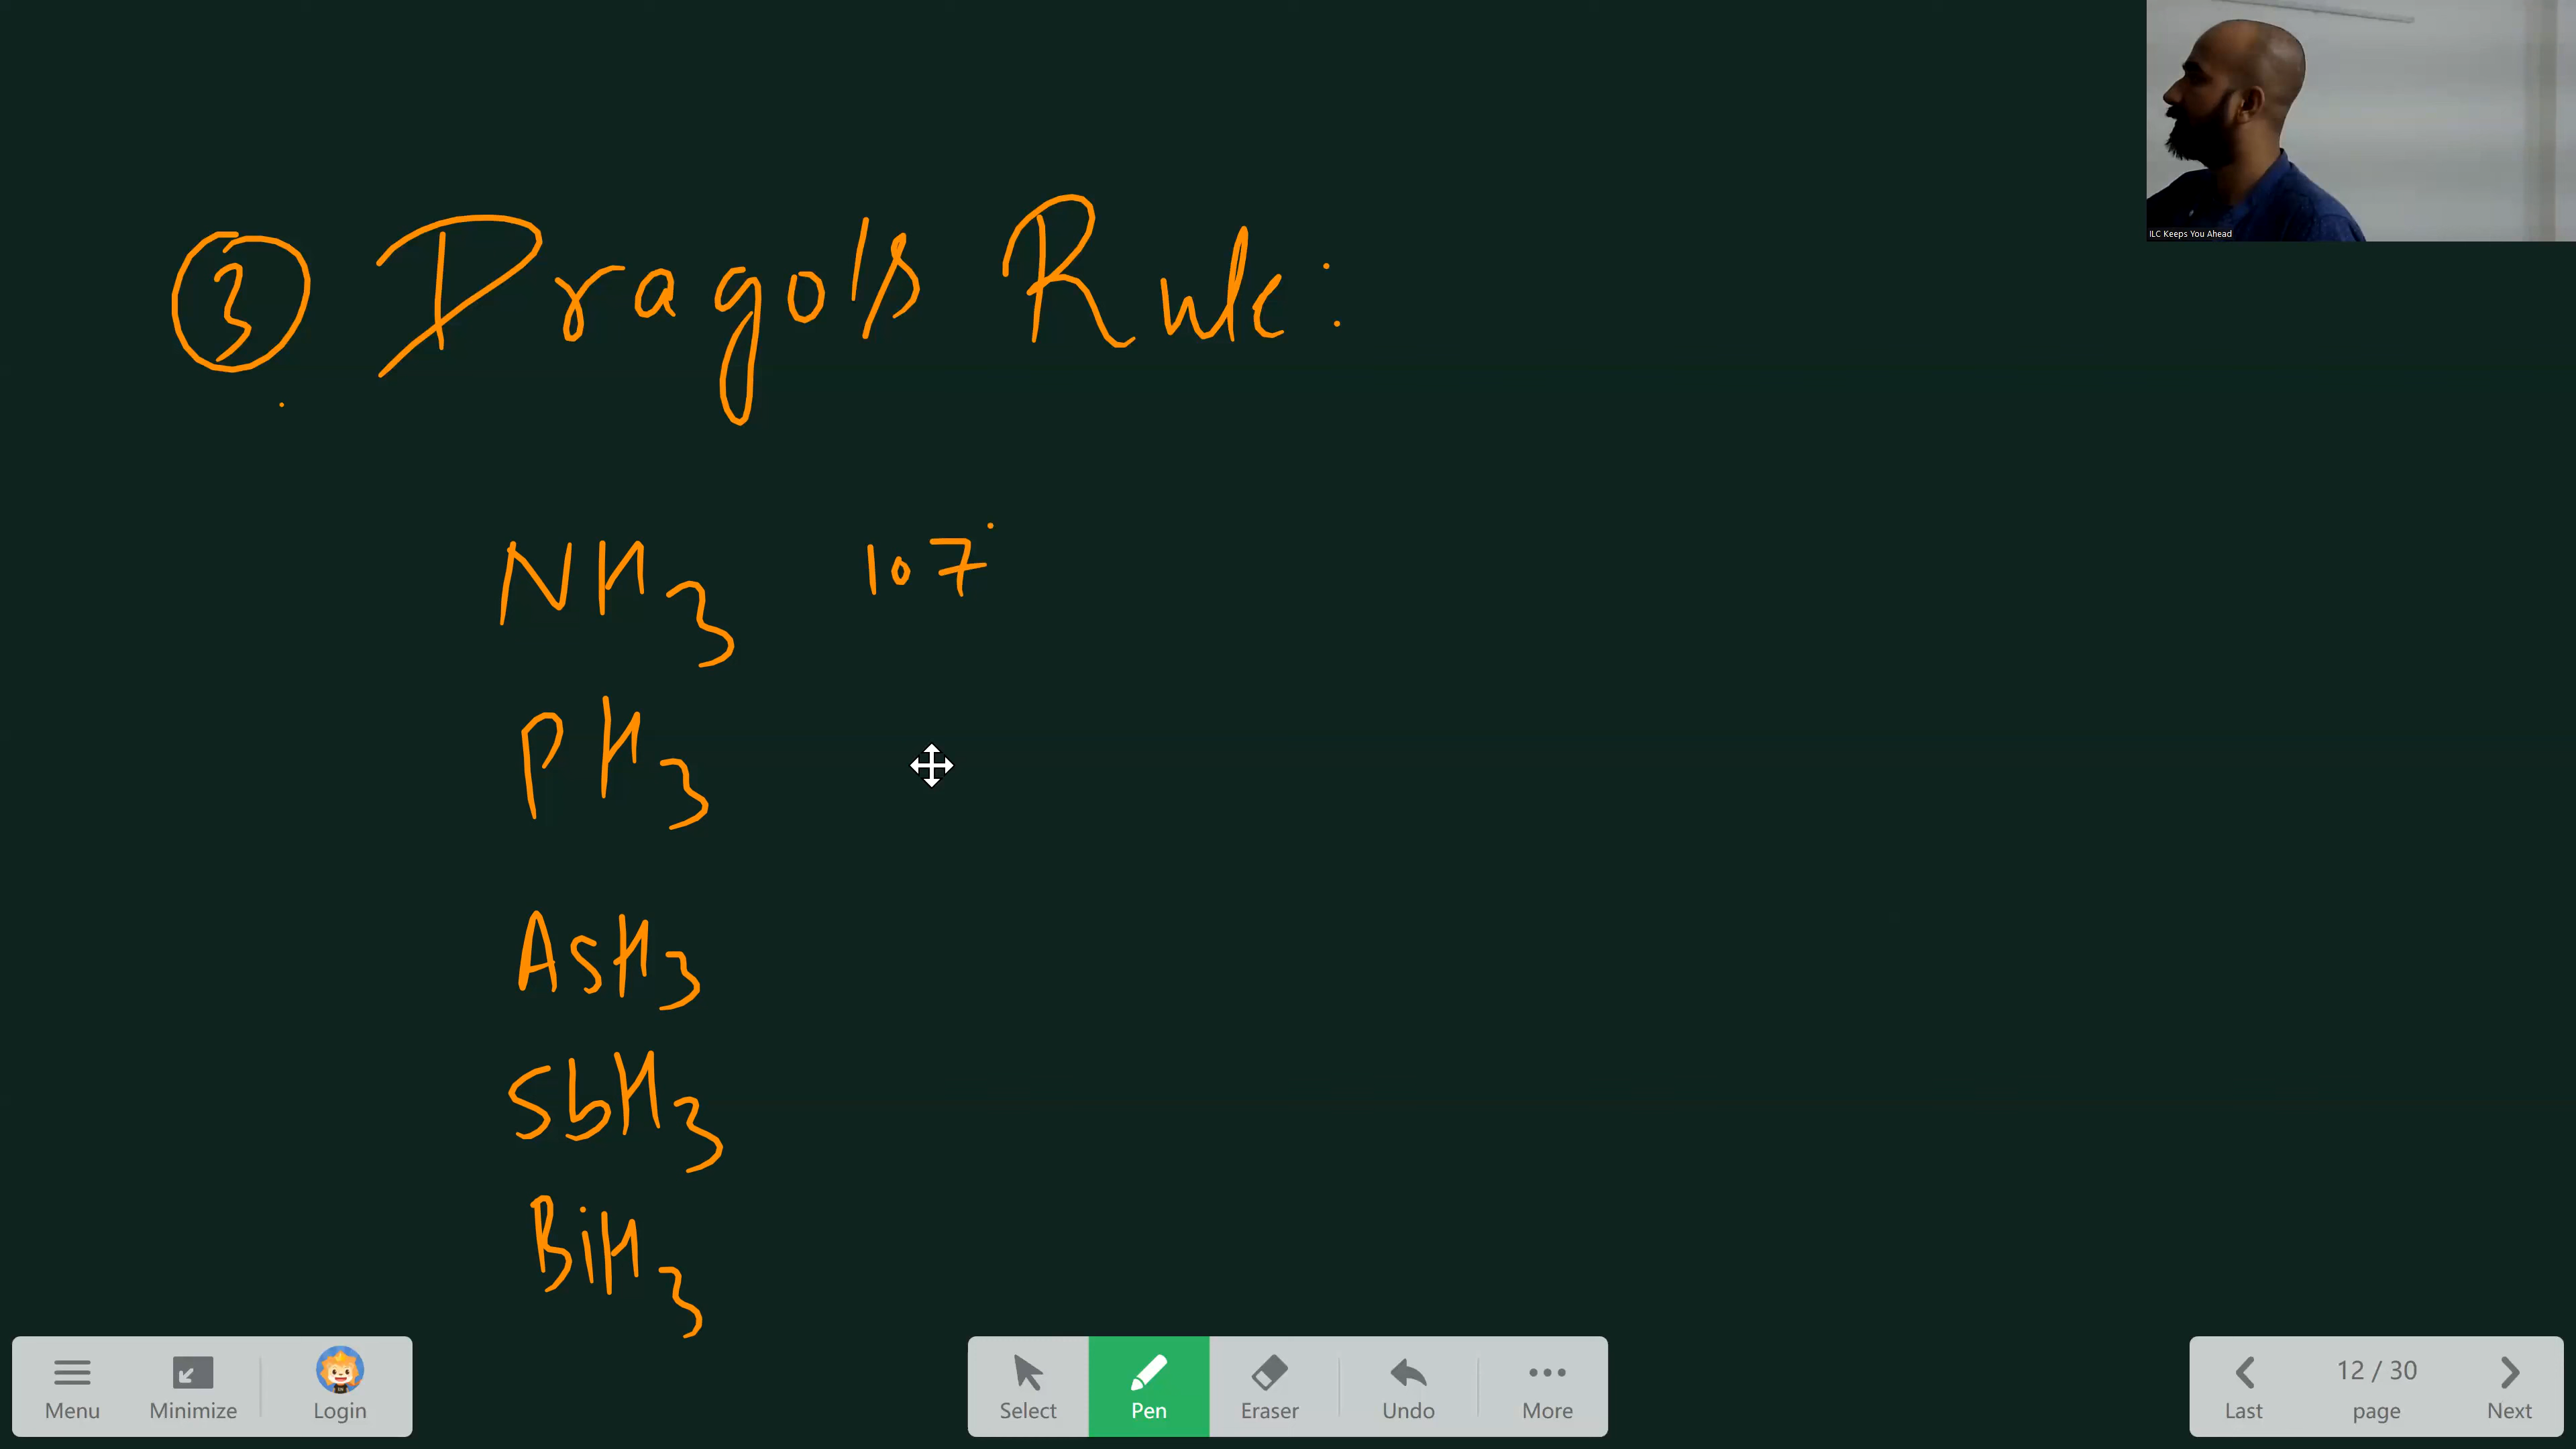 ILC Keeps You Ahead
③ Drago's Rule:
NH₃ 107°
PH₃
AsH₃
SbH₃
BiH₃
Menu Minimize Login Select Pen Eraser Undo More Last 12 / 30 page Next